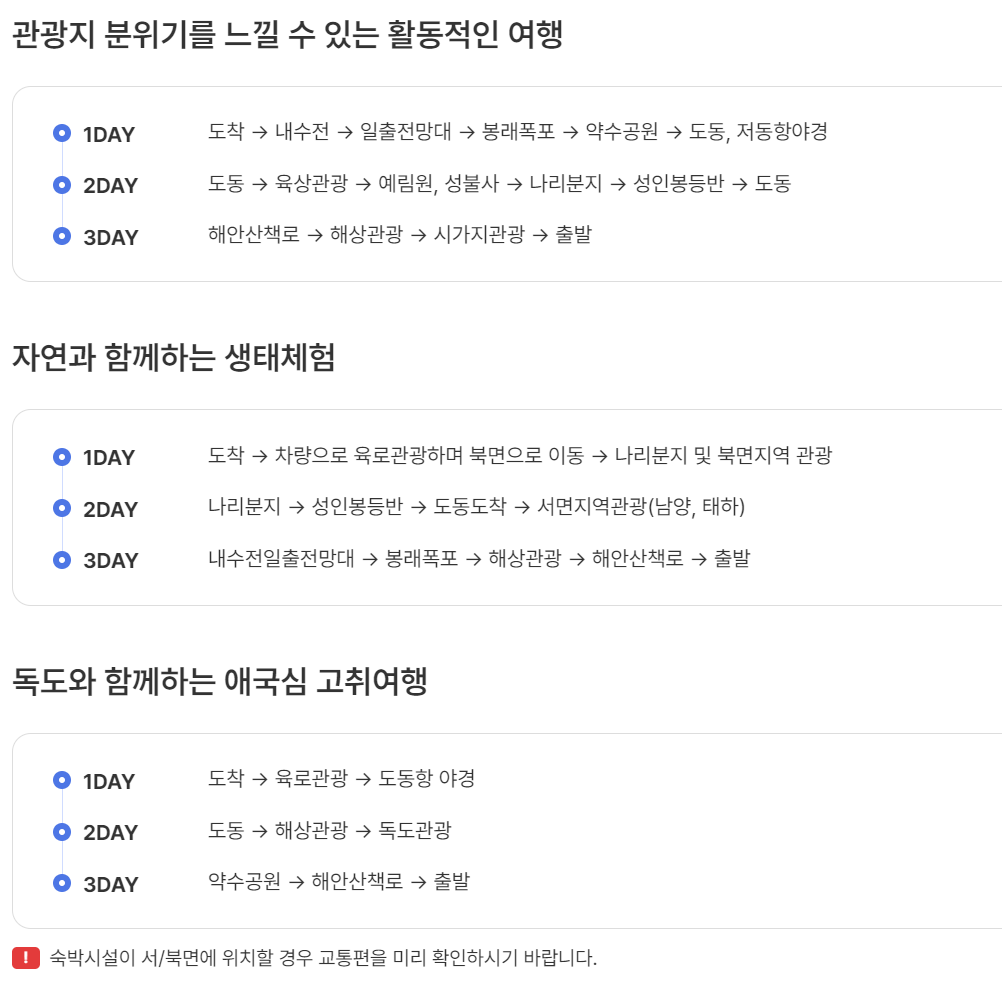 관광지 분위기를 느낄 수 있는 활동적인 여행
1DAY 도착 → 내수전 → 일출전망대 → 봉래폭포 → 약수공원 → 도동, 저동항야경
2DAY 도동 → 육상관광 → 예림원, 성불사 → 나리분지 → 성인봉등반 → 도동
3DAY 해안산책로 → 해상관광 → 시가지관광 → 출발
자연과 함께하는 생태체험
1DAY 도착 → 차량으로 육로관광하며 북면으로 이동 → 나리분지 및 북면지역 관광
2DAY 나리분지 → 성인봉등반 → 도동도착 → 서면지역관광(남양, 태하)
3DAY 내수전일출전망대 → 봉래폭포 → 해상관광 → 해안산책로 → 출발
독도와 함께하는 애국심 고취여행
1DAY 도착 → 육로관광 → 도동항 야경
2DAY 도동 → 해상관광 → 독도관광
3DAY 약수공원 → 해안산책로 → 출발
! 숙박시설이 서/북면에 위치할 경우 교통편을 미리 확인하시기 바랍니다.